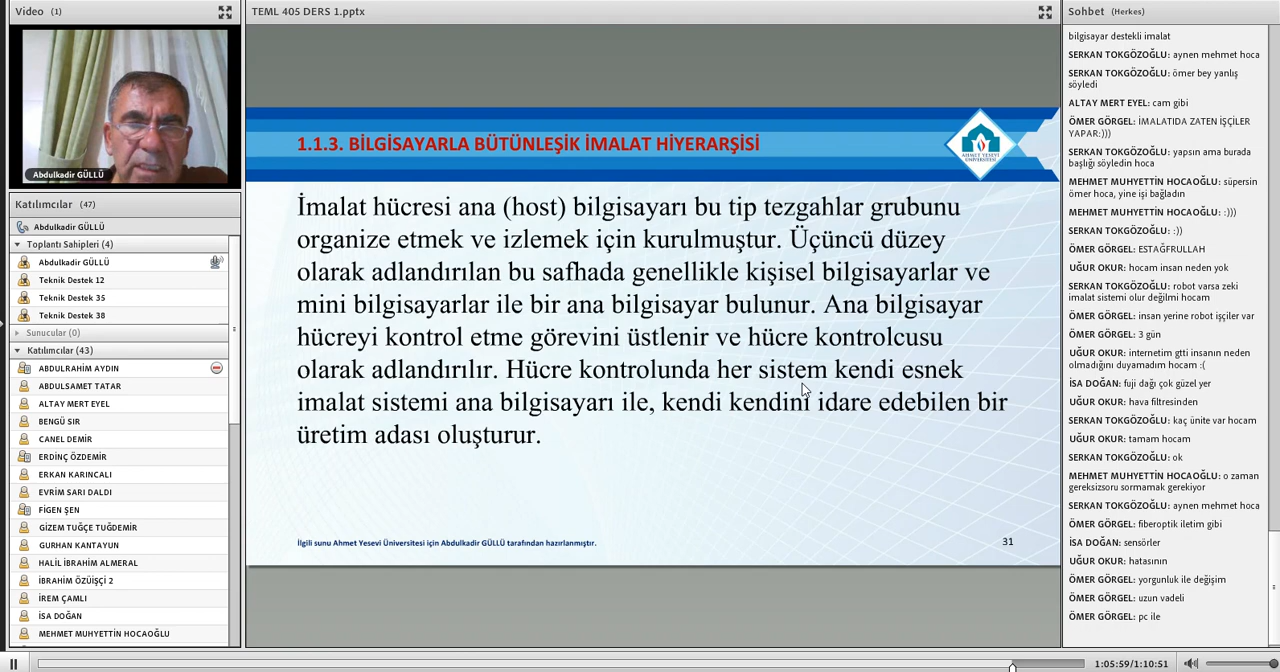 Video (1)
Abdulkadir GÜLLÜ
Katılımcılar (47)
Abdulkadir GÜLLÜ
Toplantı Sahipleri (4)
Abdulkadir GÜLLÜ
Teknik Destek 12
Teknik Destek 35
Teknik Destek 38
Sunucular (0)
Katılımcılar (43)
ABDULRAHİM AYDIN
ABDULSAMET TATAR
ALTAY MERT EYEL
BENGÜ SIR
CANEL DEMİR
ERDİNÇ ÖZDEMİR
ERKAN KARINCALI
EVRİM SARI DALDI
FİGEN ŞEN
GİZEM TUĞÇE TUĞDEMİR
GURHAN KANTAYUN
HALİL İBRAHİM ALMERAL
İBRAHİM ÖZÜİŞÇİ 2
İREM ÇAMLI
İSA DOĞAN
MEHMET MUHYETTİN HOCAOĞLU
TEML 405 DERS 1.pptx
1.1.3. BİLGİSAYARLA BÜTÜNLEŞİK İMALAT HİYERARŞİSİ
AHMET YESEVİ
ÜNİVERSİTESİ
İmalat hücresi ana (host) bilgisayarı bu tip tezgahlar grubunu
organize etmek ve izlemek için kurulmuştur. Üçüncü düzey
olarak adlandırılan bu safhada genellikle kişisel bilgisayarlar ve
mini bilgisayarlar ile bir ana bilgisayar bulunur. Ana bilgisayar
hücreyi kontrol etme görevini üstlenir ve hücre kontrolcusu
olarak adlandırılır. Hücre kontrolunda her sistem kendi esnek
imalat sistemi ana bilgisayarı ile, kendi kendini idare edebilen bir
üretim adası oluşturur.
İlgili sunu Ahmet Yesevi Üniversitesi için Abdulkadir GÜLLÜ tarafından hazırlanmıştır.
31
Sohbet (Herkes)
bilgisayar destekli imalat
SERKAN TOKGÖZOĞLU: aynen mehmet hoca
SERKAN TOKGÖZOĞLU: ömer bey yanlış
söyledi
ALTAY MERT EYEL: cam gibi
ÖMER GÖRGEL: İMALATIDA ZATEN İŞÇİLER
YAPAR:)))
SERKAN TOKGÖZOĞLU: yapsın ama burada
başlığı söyledin hoca
MEHMET MUHYETTİN HOCAOĞLU: süpersin
ömer hoca, yine işi bağladın
MEHMET MUHYETTİN HOCAOĞLU: :)))
SERKAN TOKGÖZOĞLU: :))
ÖMER GÖRGEL: ESTAĞFRULLAH
UĞUR OKUR: hocam insan neden yok
SERKAN TOKGÖZOĞLU: robot varsa zeki
imalat sistemi olur değilmi hocam
ÖMER GÖRGEL: insan yerine robot işçiler var
ÖMER GÖRGEL: 3 gün
UĞUR OKUR: internetim gtti insanın neden
olmadığını duyamadım hocam :(
İSA DOĞAN: fuji dağı çok güzel yer
UĞUR OKUR: hava filtresinden
SERKAN TOKGÖZOĞLU: kaç ünite var hocam
UĞUR OKUR: tamam hocam
SERKAN TOKGÖZOĞLU: ok
MEHMET MUHYETTİN HOCAOĞLU: o zaman
gereksizsoru sormamak gerekiyor
SERKAN TOKGÖZOĞLU: aynen mehmet hoca
ÖMER GÖRGEL: fiberoptik iletim gibi
İSA DOĞAN: sensörler
UĞUR OKUR: hatasının
ÖMER GÖRGEL: yorgunluk ile değişim
ÖMER GÖRGEL: uzun vadeli
ÖMER GÖRGEL: pc ile
1:05:59/1:10:51